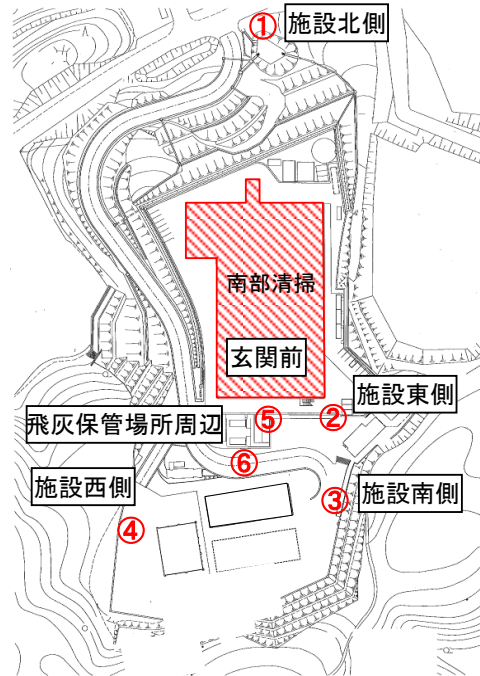 ① 施設北側
南部清掃
玄関前
施設東側
⑤ ②
飛灰保管場所周辺
⑥
施設西側
③ 施設南側
④